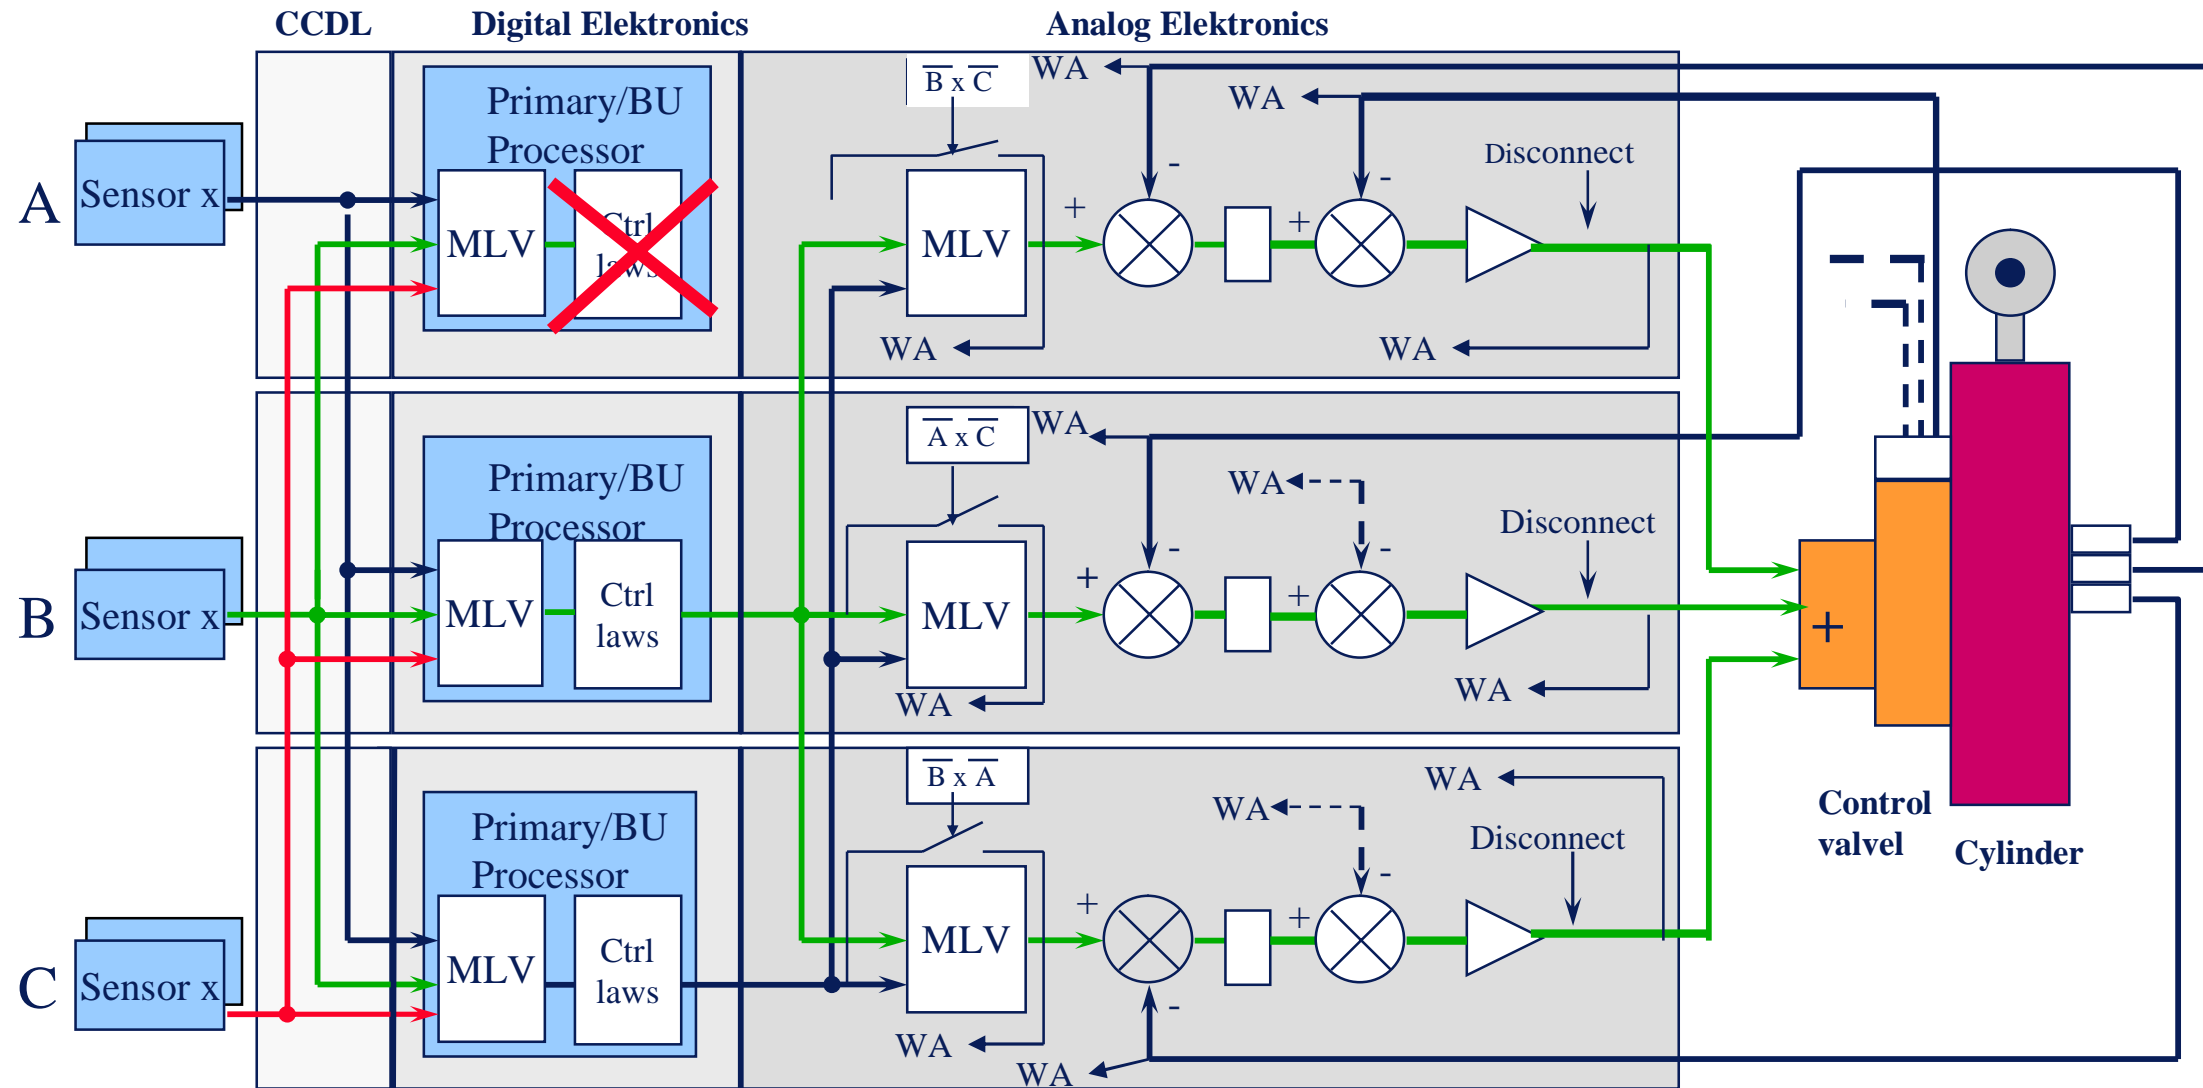 CCDL
Digital Elektronics
Analog Elektronics
A
Sensor x
Primary/BU
Processor
MLV
Ctrl
laws
B x C
WA
WA
-
-
Disconnect
MLV
+
+
WA
WA
B
Sensor x
Primary/BU
Processor
MLV
Ctrl
laws
A x C
WA
WA
-
-
Disconnect
MLV
+
+
WA
WA
+
C
Sensor x
Primary/BU
Processor
MLV
Ctrl
laws
B x A
WA
WA
-
Disconnect
MLV
+
+
-
WA
WA
Control
valvel
Cylinder